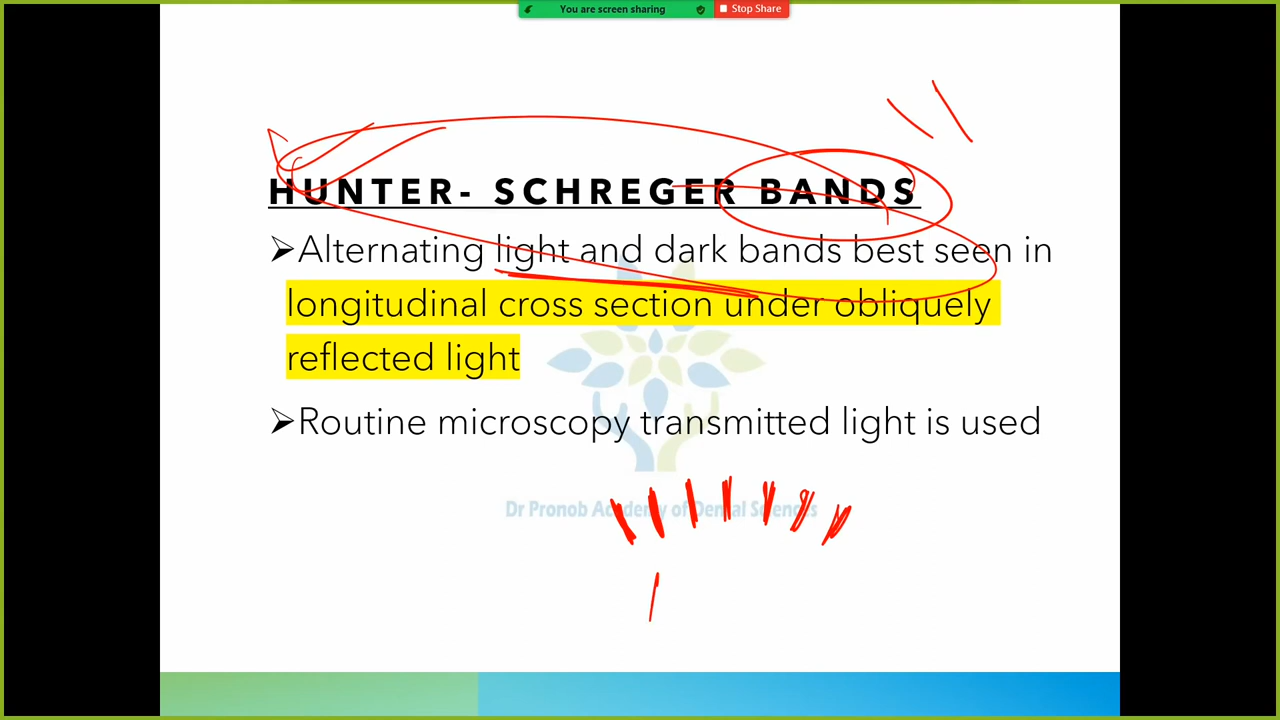 You are screen sharing
Stop Share
HUNTER- SCHREGER BANDS
➢Alternating light and dark bands best seen in
longitudinal cross section under obliquely
reflected light
➢Routine microscopy transmitted light is used
Dr Pronob Academy of Dental Sciences